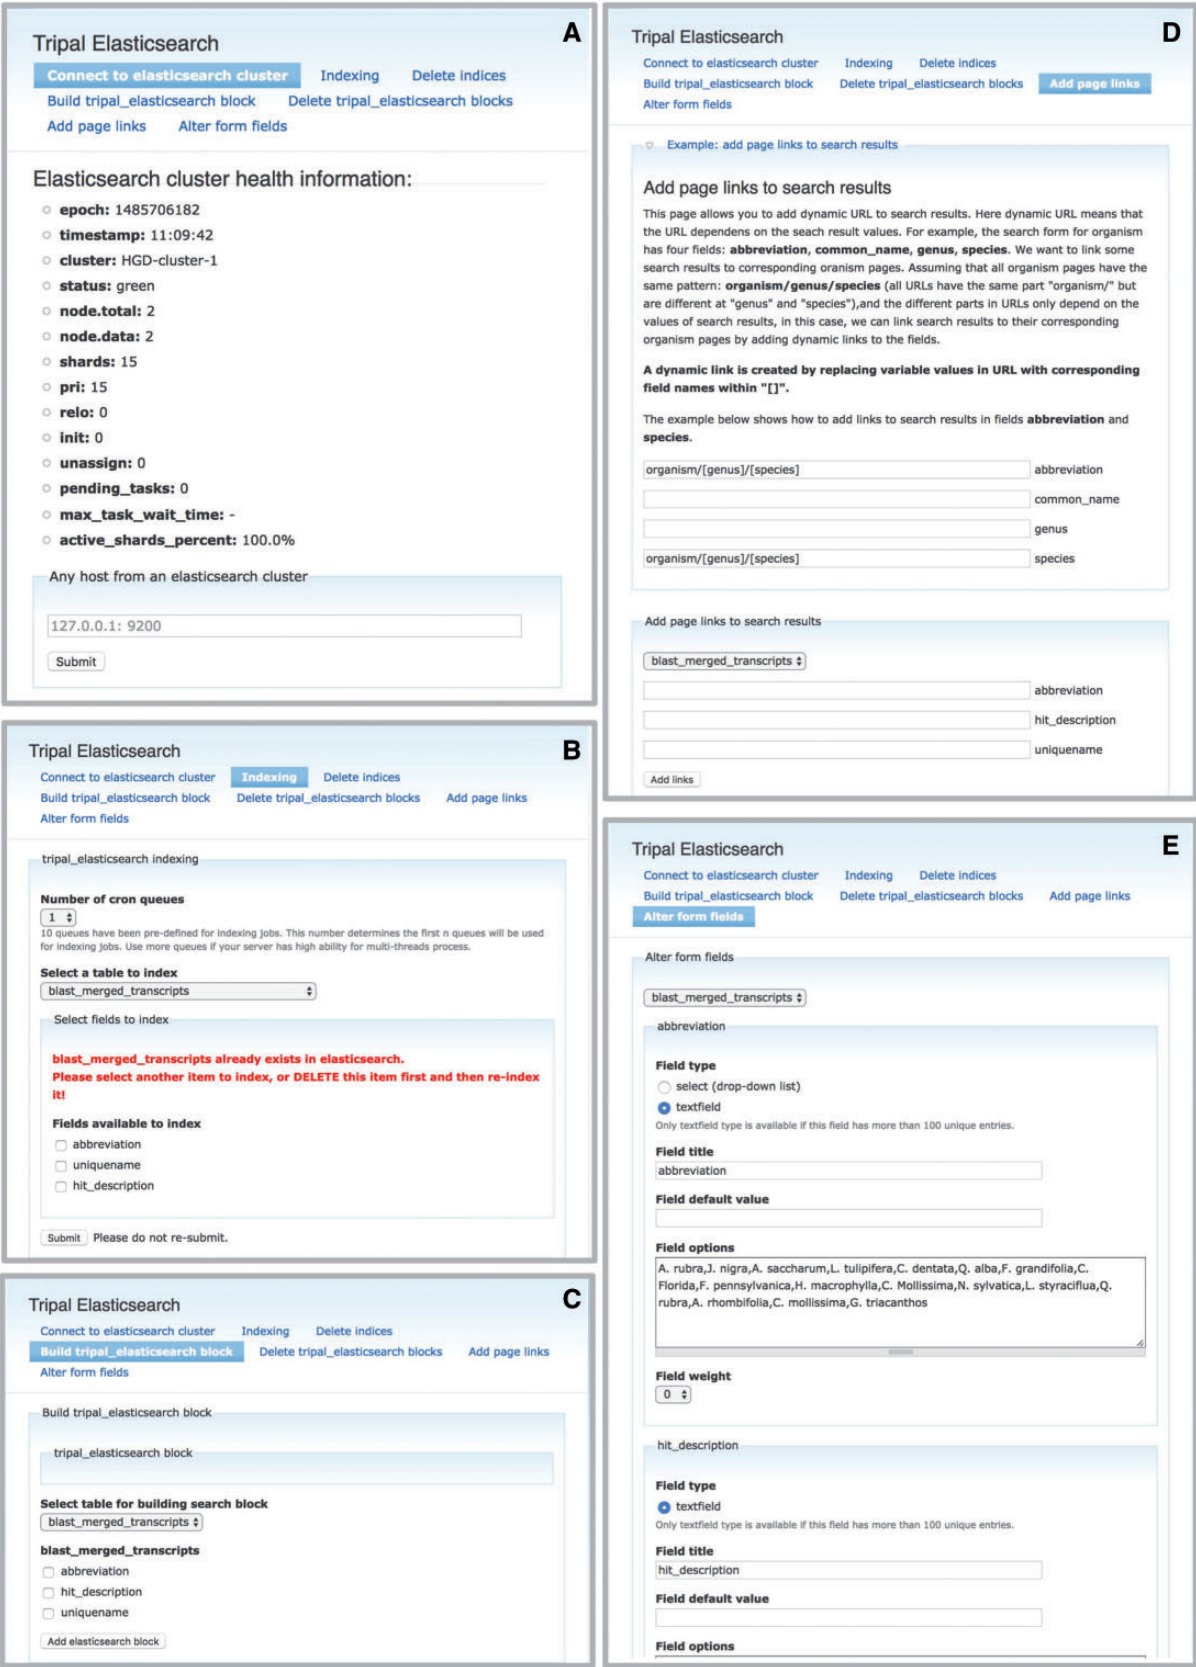 A
Tripal Elasticsearch
Connect to elasticsearch cluster Indexing Delete indices
Build tripal_elasticsearch block Delete tripal_elasticsearch blocks
Add page links Alter form fields
Elasticsearch cluster health information:
epoch: 1485706182
timestamp: 11:09:42
cluster: HGD-cluster-1
status: green
node.total: 2
node.data: 2
shards: 15
pri: 15
relo: 0
init: 0
unassign: 0
pending_tasks: 0
max_task_wait_time: -
active_shards_percent: 100.0%
Any host from an elasticsearch cluster
127.0.0.1: 9200
Submit
B
Tripal Elasticsearch
Connect to elasticsearch cluster Indexing Delete indices
Build tripal_elasticsearch block Delete tripal_elasticsearch blocks Add page links
Alter form fields
tripal_elasticsearch indexing
Number of cron queues
1
10 queues have been pre-defined for indexing jobs. This number determines the first n queues will be used
for indexing jobs. Use more queues if your server has high ability for multi-threads process.
Select a table to index
blast_merged_transcripts
Select fields to index
blast_merged_transcripts already exists in elasticsearch.
Please select another item to index, or DELETE this item first and then re-index
it!
Fields available to index
abbreviation
uniquename
hit_description
Submit Please do not re-submit.
C
Tripal Elasticsearch
Connect to elasticsearch cluster Indexing Delete indices
Build tripal_elasticsearch block Delete tripal_elasticsearch blocks Add page links
Alter form fields
Build tripal_elasticsearch block
tripal_elasticsearch block
Select table for building search block
blast_merged_transcripts
blast_merged_transcripts
abbreviation
hit_description
uniquename
Add elasticsearch block
D
Tripal Elasticsearch
Connect to elasticsearch cluster Indexing Delete indices
Build tripal_elasticsearch block Delete tripal_elasticsearch blocks Add page links
Alter form fields
Example: add page links to search results
Add page links to search results
This page allows you to add dynamic URL to search results. Here dynamic URL means that
the URL dependens on the seach result values. For example, the search form for organism
has four fields: abbreviation, common_name, genus, species. We want to link some
search results to corresponding oranism pages. Assuming that all organism pages have the
same pattern: organism/genus/species (all URLs have the same part "organism/" but
are different at "genus" and "species"),and the different parts in URLs only depend on the
values of search results, in this case, we can link search results to their corresponding
organism pages by adding dynamic links to the fields.
A dynamic link is created by replacing variable values in URL with corresponding
field names within "[]".
The example below shows how to add links to search results in fields abbreviation and
species.
organism/[genus]/[species] abbreviation
common_name
genus
organism/[genus]/[species] species
Add page links to search results
blast_merged_transcripts
abbreviation
hit_description
uniquename
Add links
E
Tripal Elasticsearch
Connect to elasticsearch cluster Indexing Delete indices
Build tripal_elasticsearch block Delete tripal_elasticsearch blocks Add page links
Alter form fields
Alter form fields
blast_merged_transcripts
abbreviation
Field type
select (drop-down list)
textfield
Only textfield type is available if this field has more than 100 unique entries.
Field title
abbreviation
Field default value
Field options
A. rubra,J. nigra,A. saccharum,L. tulipifera,C. dentata,Q. alba,F. grandifolia,C.
Florida,F. pennsylvanica,H. macrophylla,C. Mollissima,N. sylvatica,L. styraciflua,Q.
rubra,A. rhombifolia,C. mollissima,G. triacanthos
Field weight
0
hit_description
Field type
textfield
Only textfield type is available if this field has more than 100 unique entries.
Field title
hit_description
Field default value
Field options